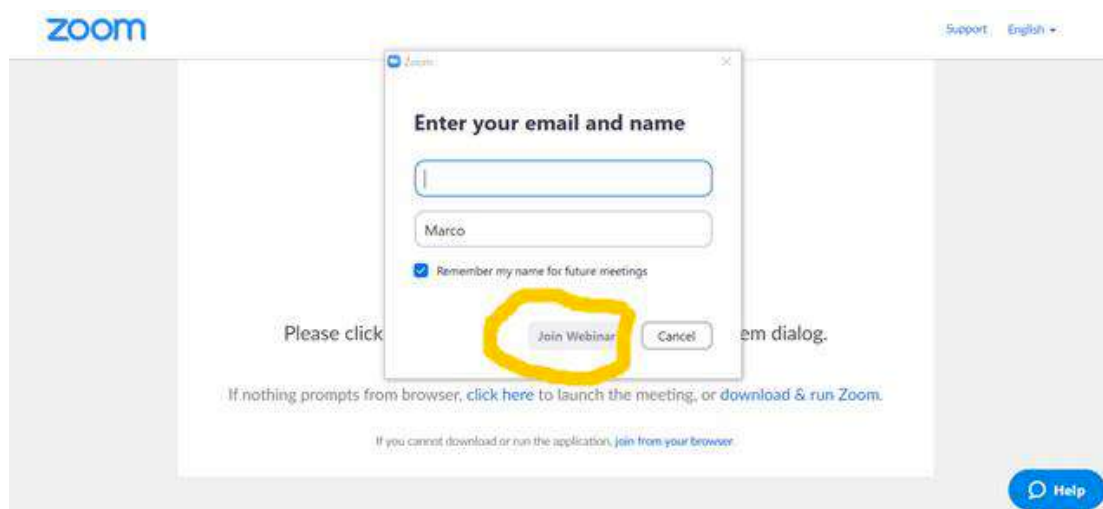 zoom
Support English
Zoom
Enter your email and name
Marco
Remember my name for future meetings
Join Webinar Cancel
Please click em dialog.
If nothing prompts from browser, click here to launch the meeting, or download & run Zoom.
If you cannot download or run the application, join from your browser
Help